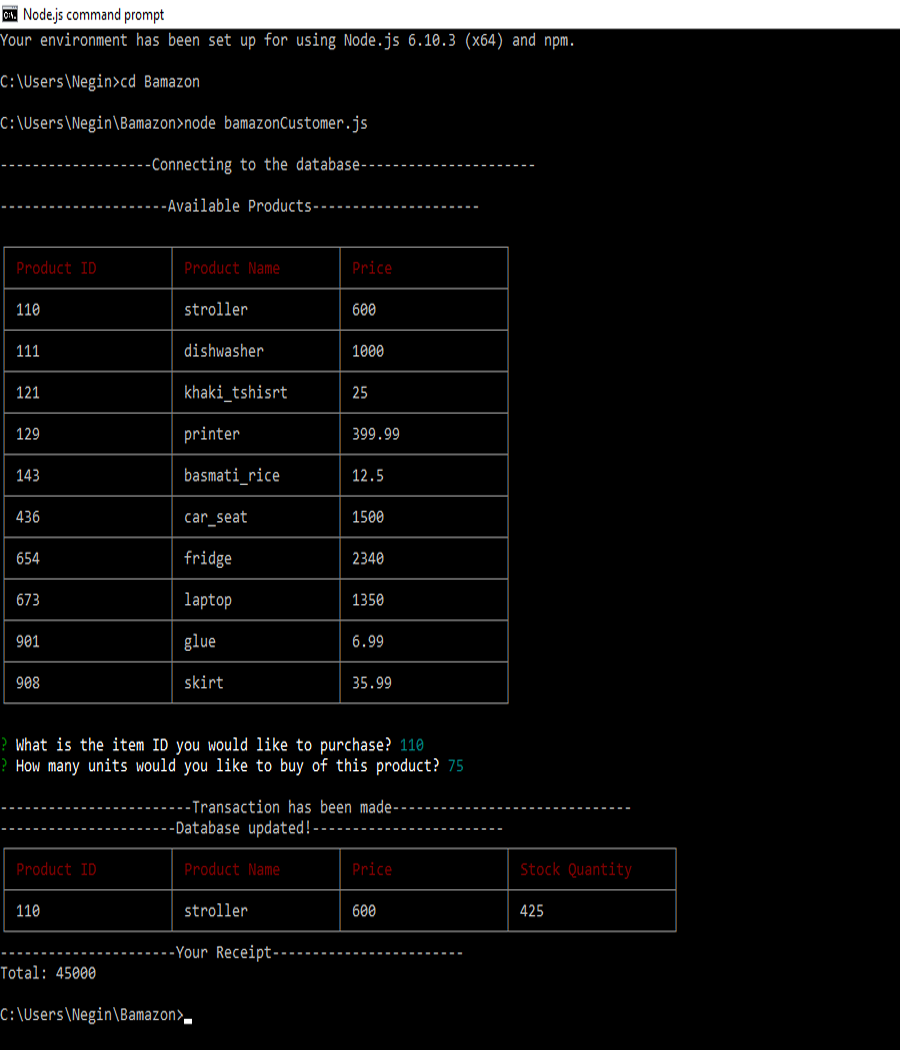 Node.js command prompt
Your environment has been set up for using Node.js 6.10.3 (x64) and npm.
C:\Users\Negin>cd Bamazon
C:\Users\Negin\Bamazon>node bamazonCustomer.js
-------------------Connecting to the database----------------------
---------------------Available Products---------------------
Product ID Product Name Price
110 stroller 600
111 dishwasher 1000
121 khaki_tshisrt 25
129 printer 399.99
143 basmati_rice 12.5
436 car_seat 1500
654 fridge 2340
673 laptop 1350
901 glue 6.99
908 skirt 35.99
? What is the item ID you would like to purchase? 110
? How many units would you like to buy of this product? 75
------------------------Transaction has been made------------------------------
----------------------Database updated!------------------------
Product ID Product Name Price Stock Quantity
110 stroller 600 425
----------------------Your Receipt------------------------
Total: 45000
C:\Users\Negin\Bamazon>